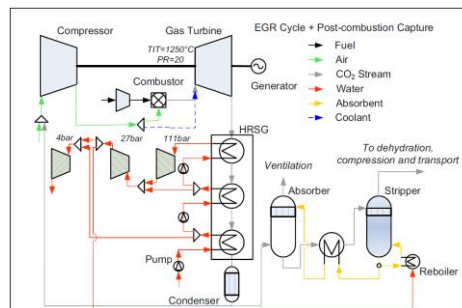 EGR Cycle + Post-combustion Capture
Compressor
Gas Turbine
TIT=1250°C
PR=20
Combustor
Generator
Fuel
Air
CO₂ Stream
Water
Absorbent
Coolant
4bar
27bar
111bar
HRSG
Pump
Condenser
Ventilation
Absorber
To dehydration,
compression and transport
Stripper
Reboiler